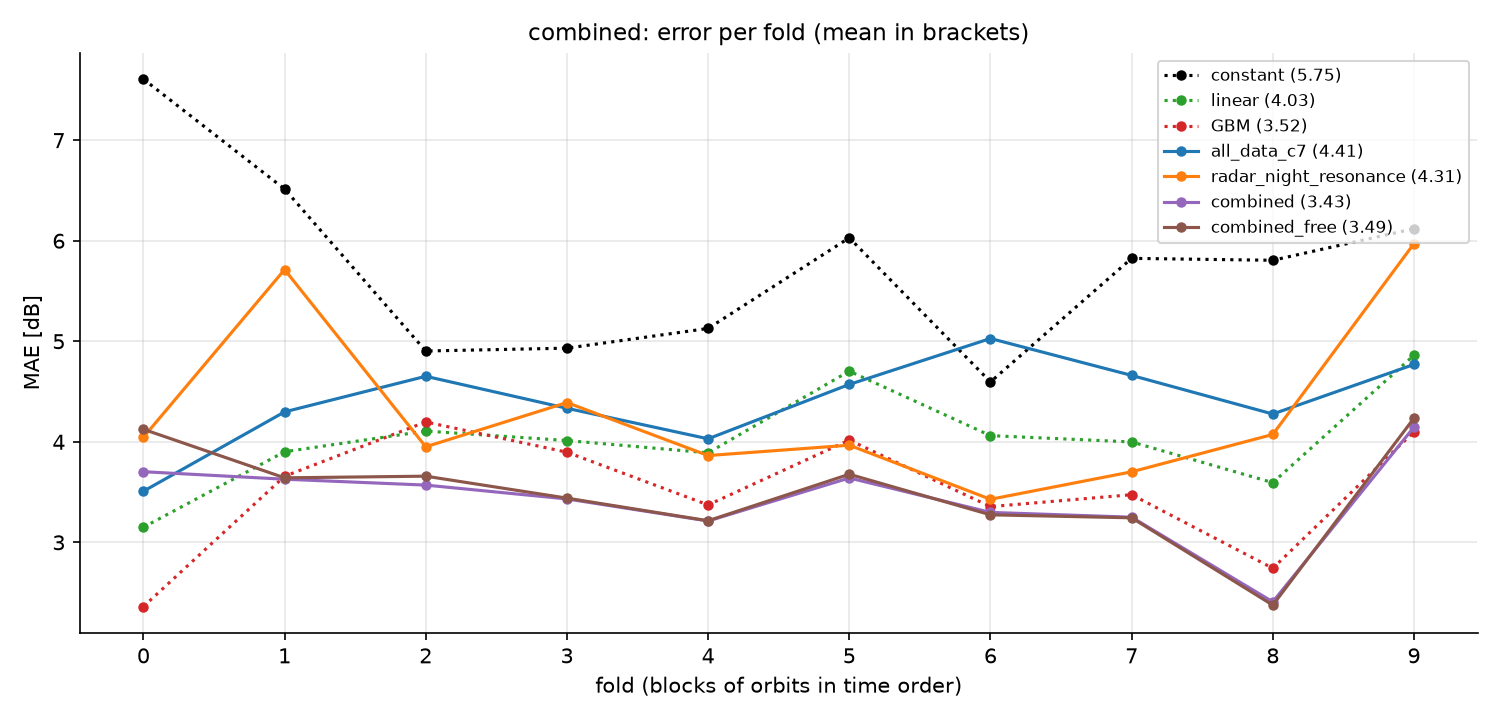 combined: error per fold (mean in brackets)
constant (5.75)
linear (4.03)
GBM (3.52)
all_data_c7 (4.41)
radar_night_resonance (4.31)
combined (3.43)
combined_free (3.49)
MAE [dB]
7
6
5
4
3
0 1 2 3 4 5 6 7 8 9
fold (blocks of orbits in time order)